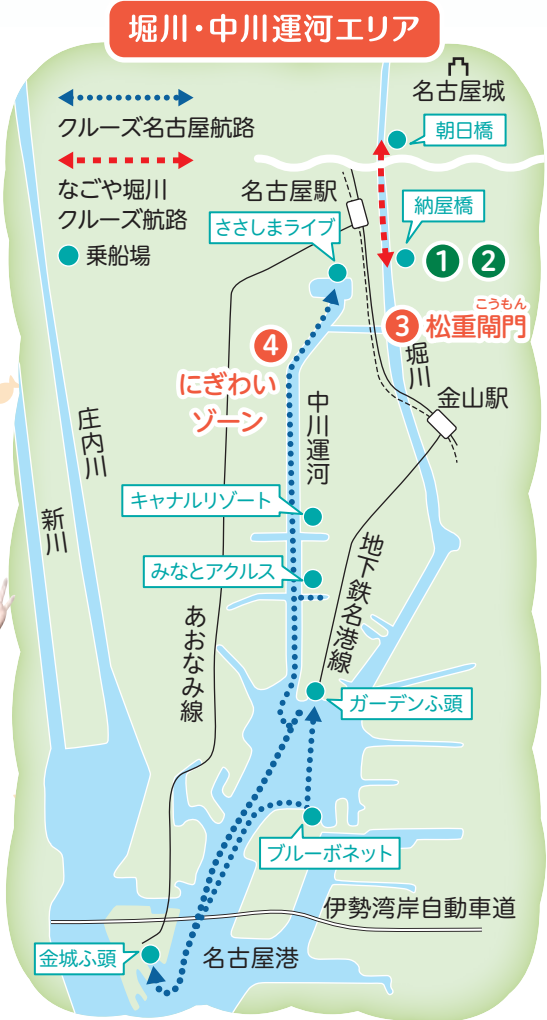 堀川・中川運河エリア
クルーズ名古屋航路
なごや堀川
クルーズ航路
乗船場
名古屋城
朝日橋
名古屋駅
納屋橋
ささしまライブ
1 2
こうもん
3 松重閘門
4
にぎわい
ゾーン
堀川
金山駅
中川運河
庄内川
新川
キャナルリゾート
みなとアクルス
地下鉄名港線
あおなみ線
ガーデンふ頭
ブルーボネット
伊勢湾岸自動車道
金城ふ頭
名古屋港